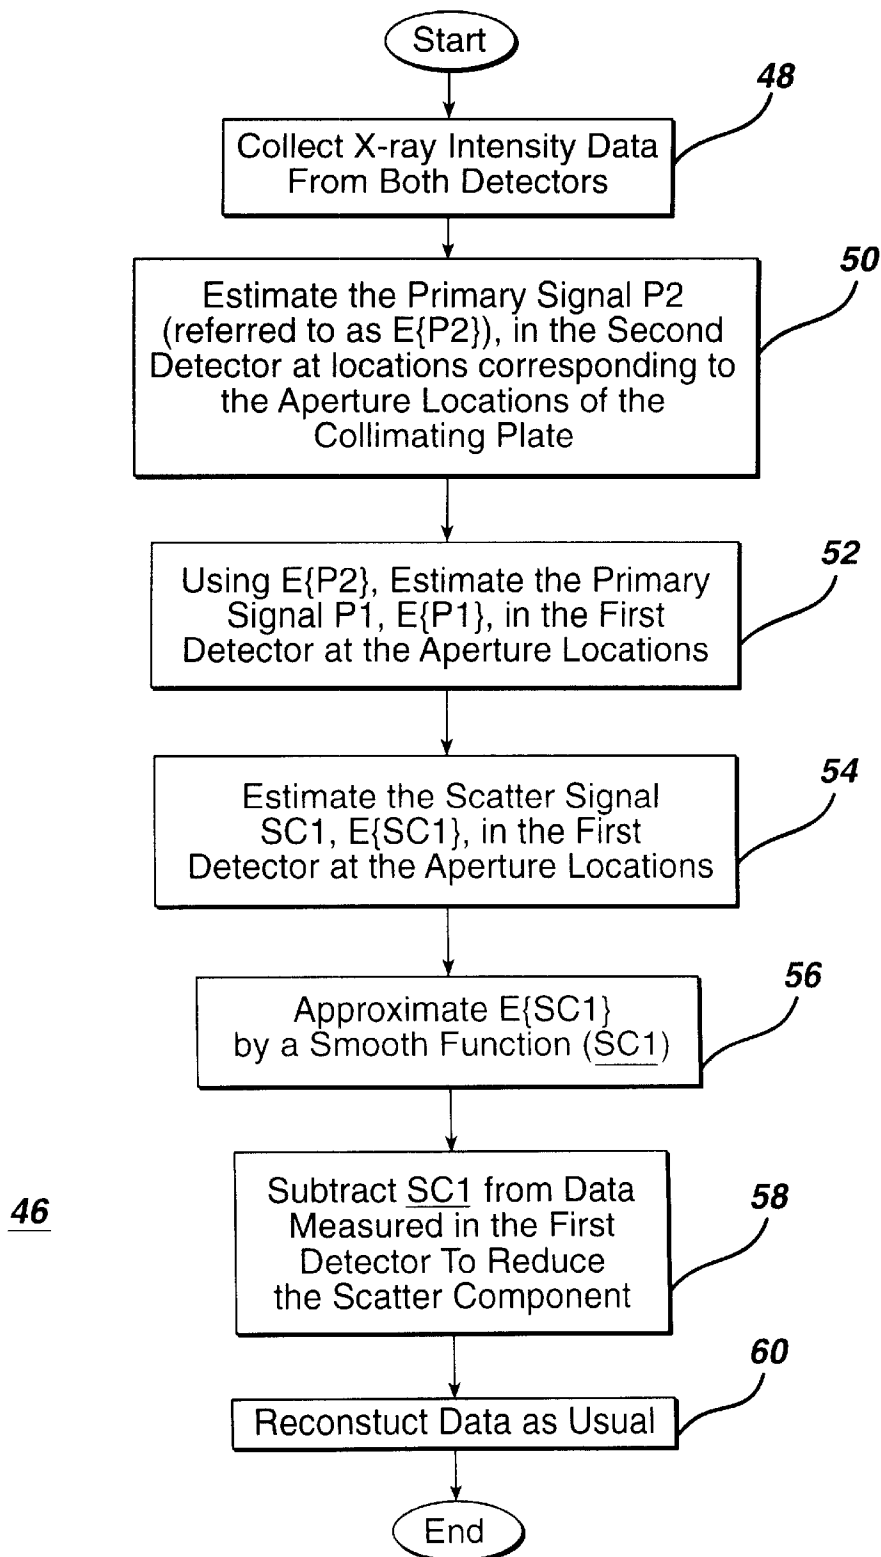 Start
48
Collect X-ray Intensity Data
From Both Detectors
50
Estimate the Primary Signal P2
(referred to as E{P2}), in the Second
Detector at locations corresponding to
the Aperture Locations of the
Collimating Plate
52
Using E{P2}, Estimate the Primary
Signal P1, E{P1}, in the First
Detector at the Aperture Locations
54
Estimate the Scatter Signal
SC1, E{SC1}, in the First
Detector at the Aperture Locations
56
Approximate E{SC1}
by a Smooth Function (SC1)
46
58
Subtract SC1 from Data
Measured in the First
Detector To Reduce
the Scatter Component
60
Reconstuct Data as Usual
End